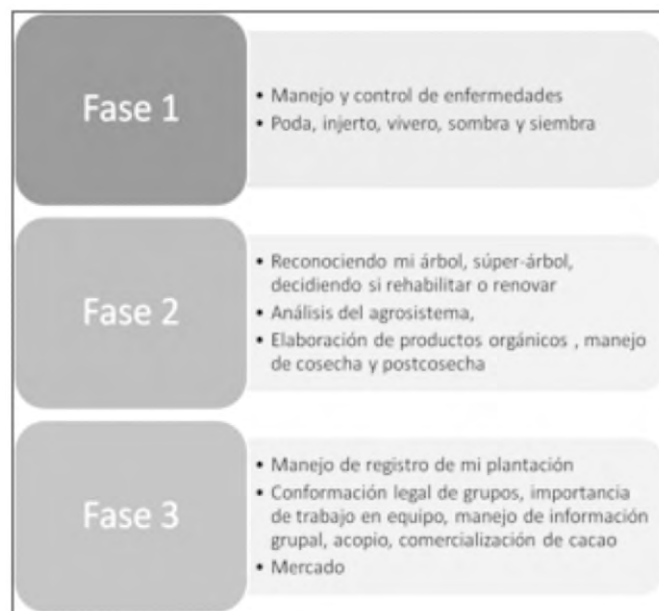 Fase 1
• Manejo y control de enfermedades
• Poda, injerto, vivero, sombra y siembra
Fase 2
• Reconociendo mi árbol, súper-árbol,
decidiendo si rehabilitar o renovar
• Análisis del agrosistema,
• Elaboración de productos orgánicos , manejo
de cosecha y postcosecha
Fase 3
• Manejo de registro de mi plantación
• Conformación legal de grupos, importancia
de trabajo en equipo, manejo de información
grupal, acopio, comercialización de cacao
• Mercado